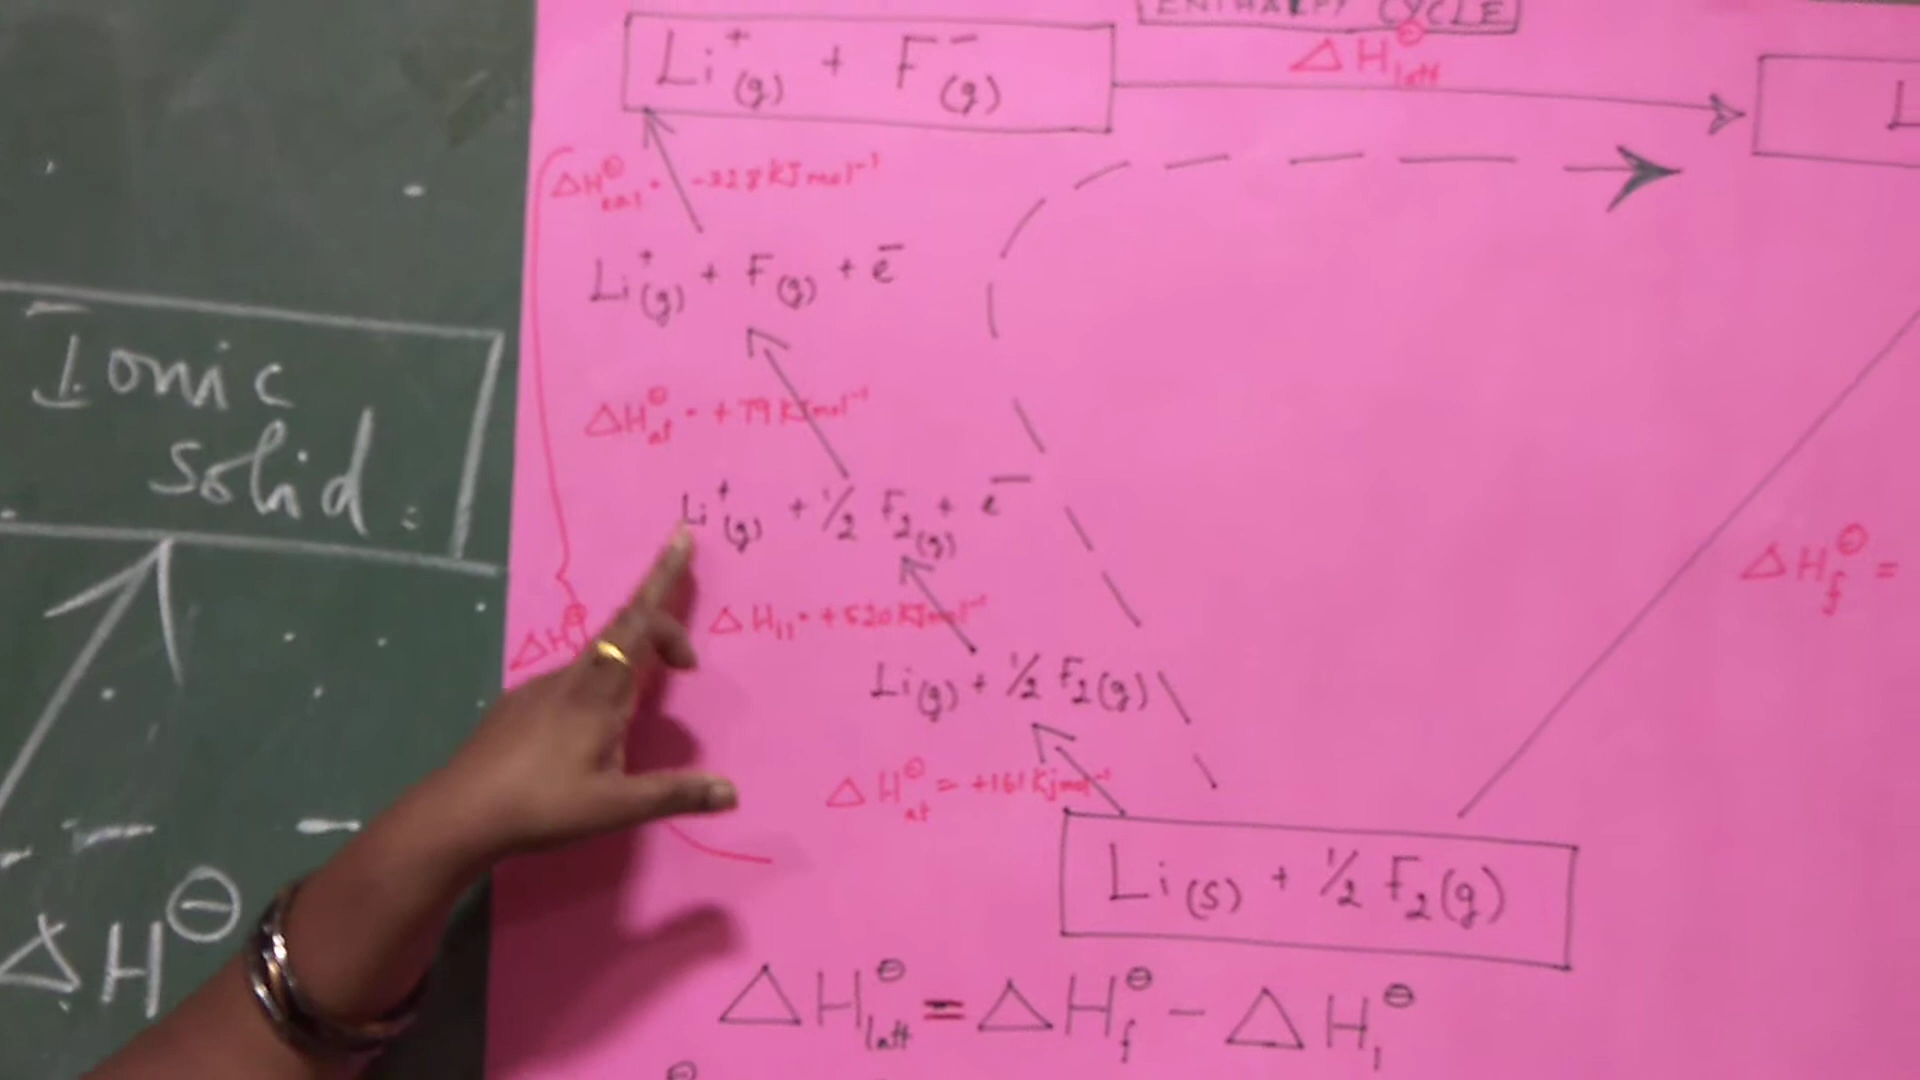 Ionic
solid.
ΔH⊖
ENTHALPY CYCLE
Li⁺(g) + F⁻(g)
ΔH⊖latt
L
ΔH⊖ea1 = -328 KJ mol⁻¹
Li⁺(g) + F(g) + e⁻
ΔH⊖at = +79 KJ mol⁻¹
Li⁺(g) + ½ F₂(g) + e⁻
ΔHi1 = +520 KJ mol⁻¹
ΔH⊖
Li(g) + ½ F₂(g)
ΔH⊖at = +161 Kj mol⁻¹
Li(s) + ½ F₂(g)
ΔH⊖f =
ΔH⊖latt = ΔH⊖f - ΔH⊖1